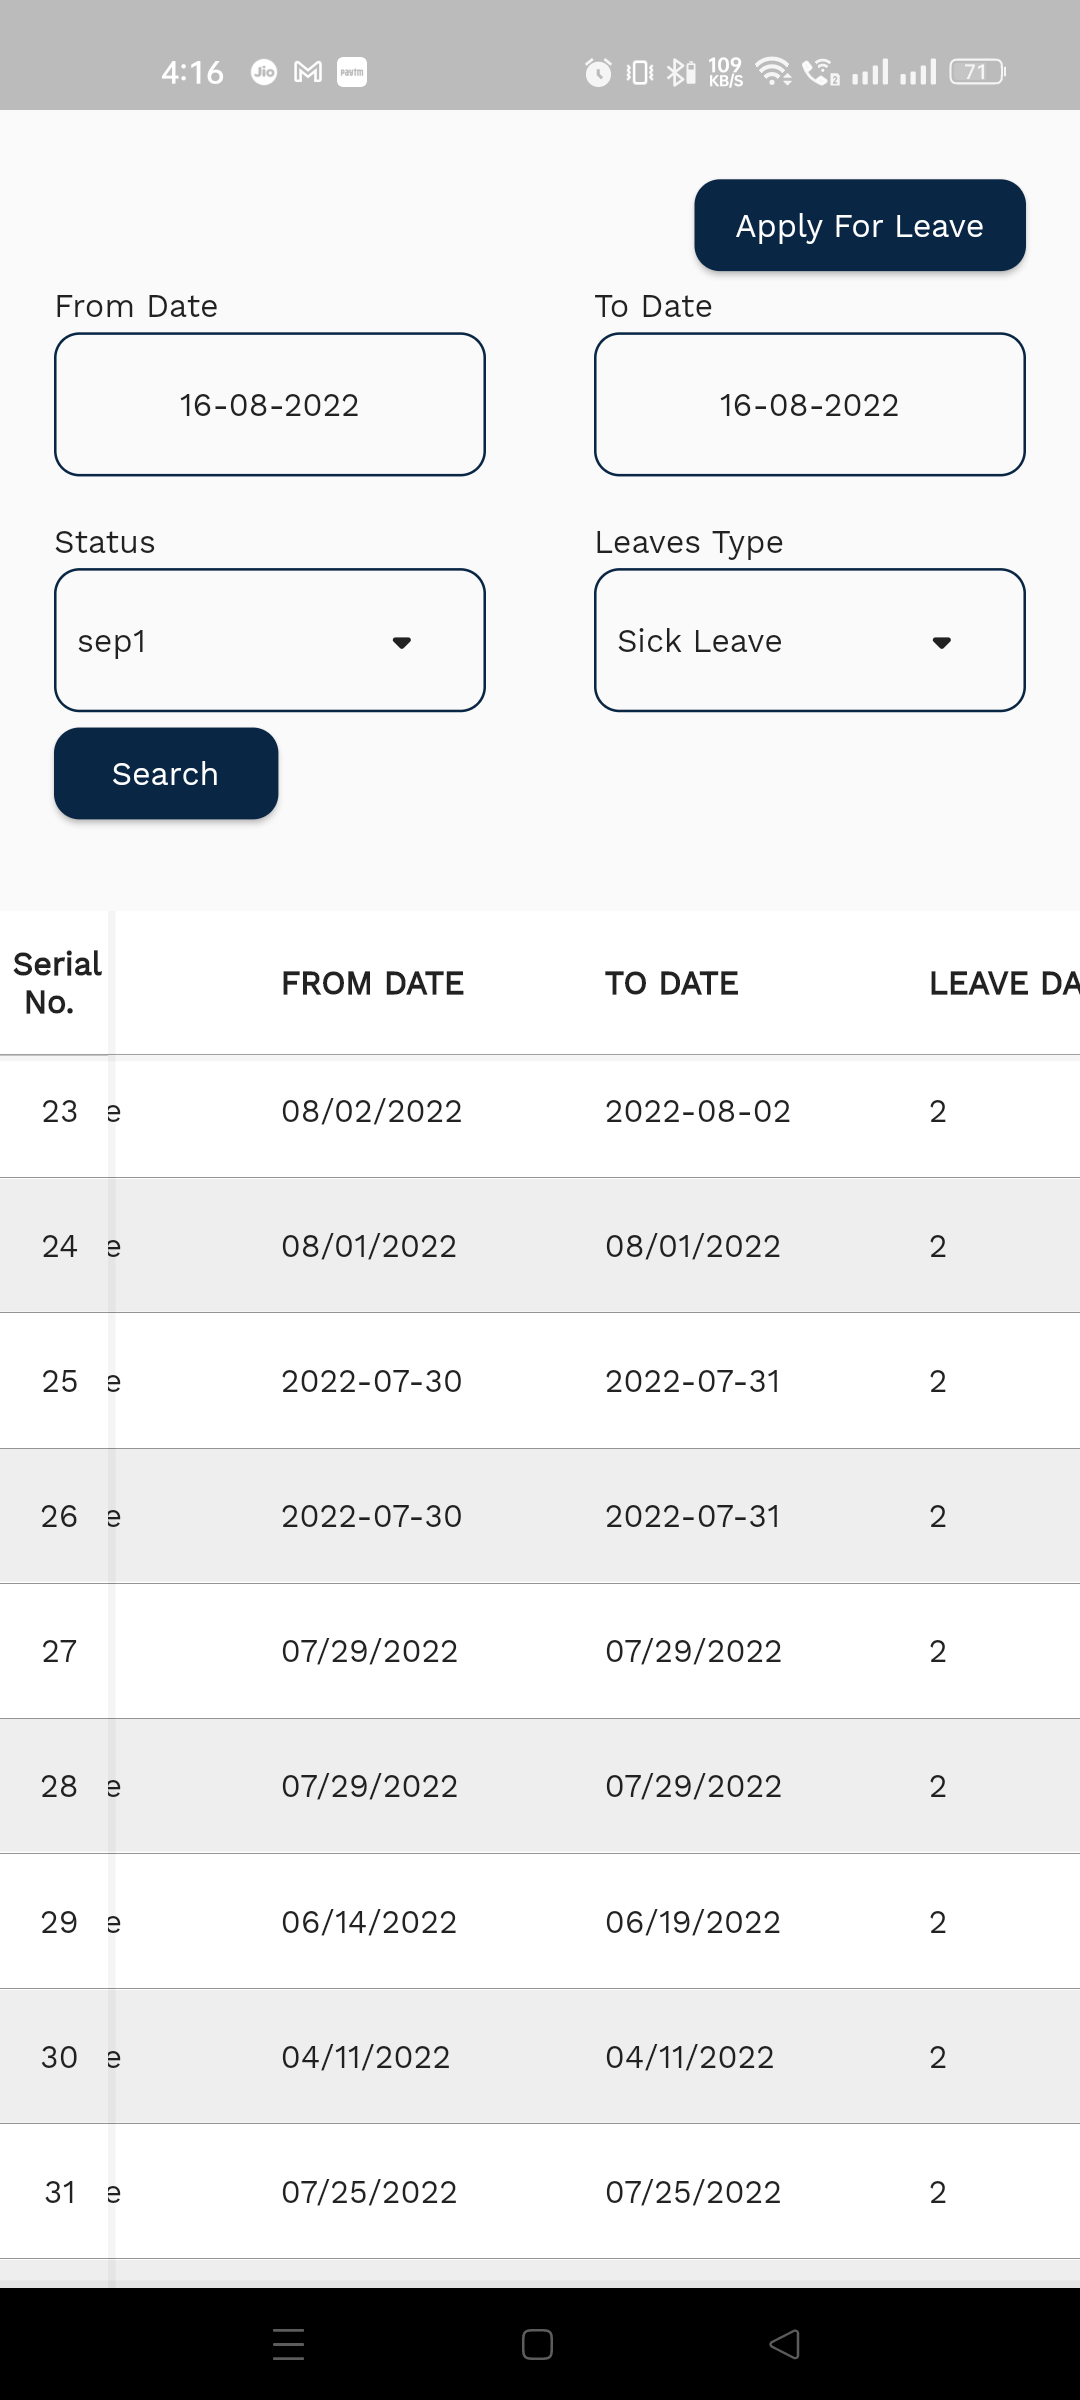 4:16 Jio Paytm 109 KB/S 2 71
Apply For Leave
From Date To Date
16-08-2022 16-08-2022
Status Leaves Type
sep1 Sick Leave
Search
Serial No. FROM DATE TO DATE LEAVE DA
23 e 08/02/2022 2022-08-02 2
24 e 08/01/2022 08/01/2022 2
25 e 2022-07-30 2022-07-31 2
26 e 2022-07-30 2022-07-31 2
27 07/29/2022 07/29/2022 2
28 e 07/29/2022 07/29/2022 2
29 e 06/14/2022 06/19/2022 2
30 e 04/11/2022 04/11/2022 2
31 e 07/25/2022 07/25/2022 2